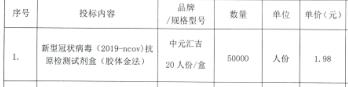 序号 投标内容 品牌/规格型号 数量 单位 单价（元）
1. 新型冠状病毒（2019-ncov)抗原检测试剂盒（胶体金法） 中元汇吉 20人份/盒 50000 人份 1.98